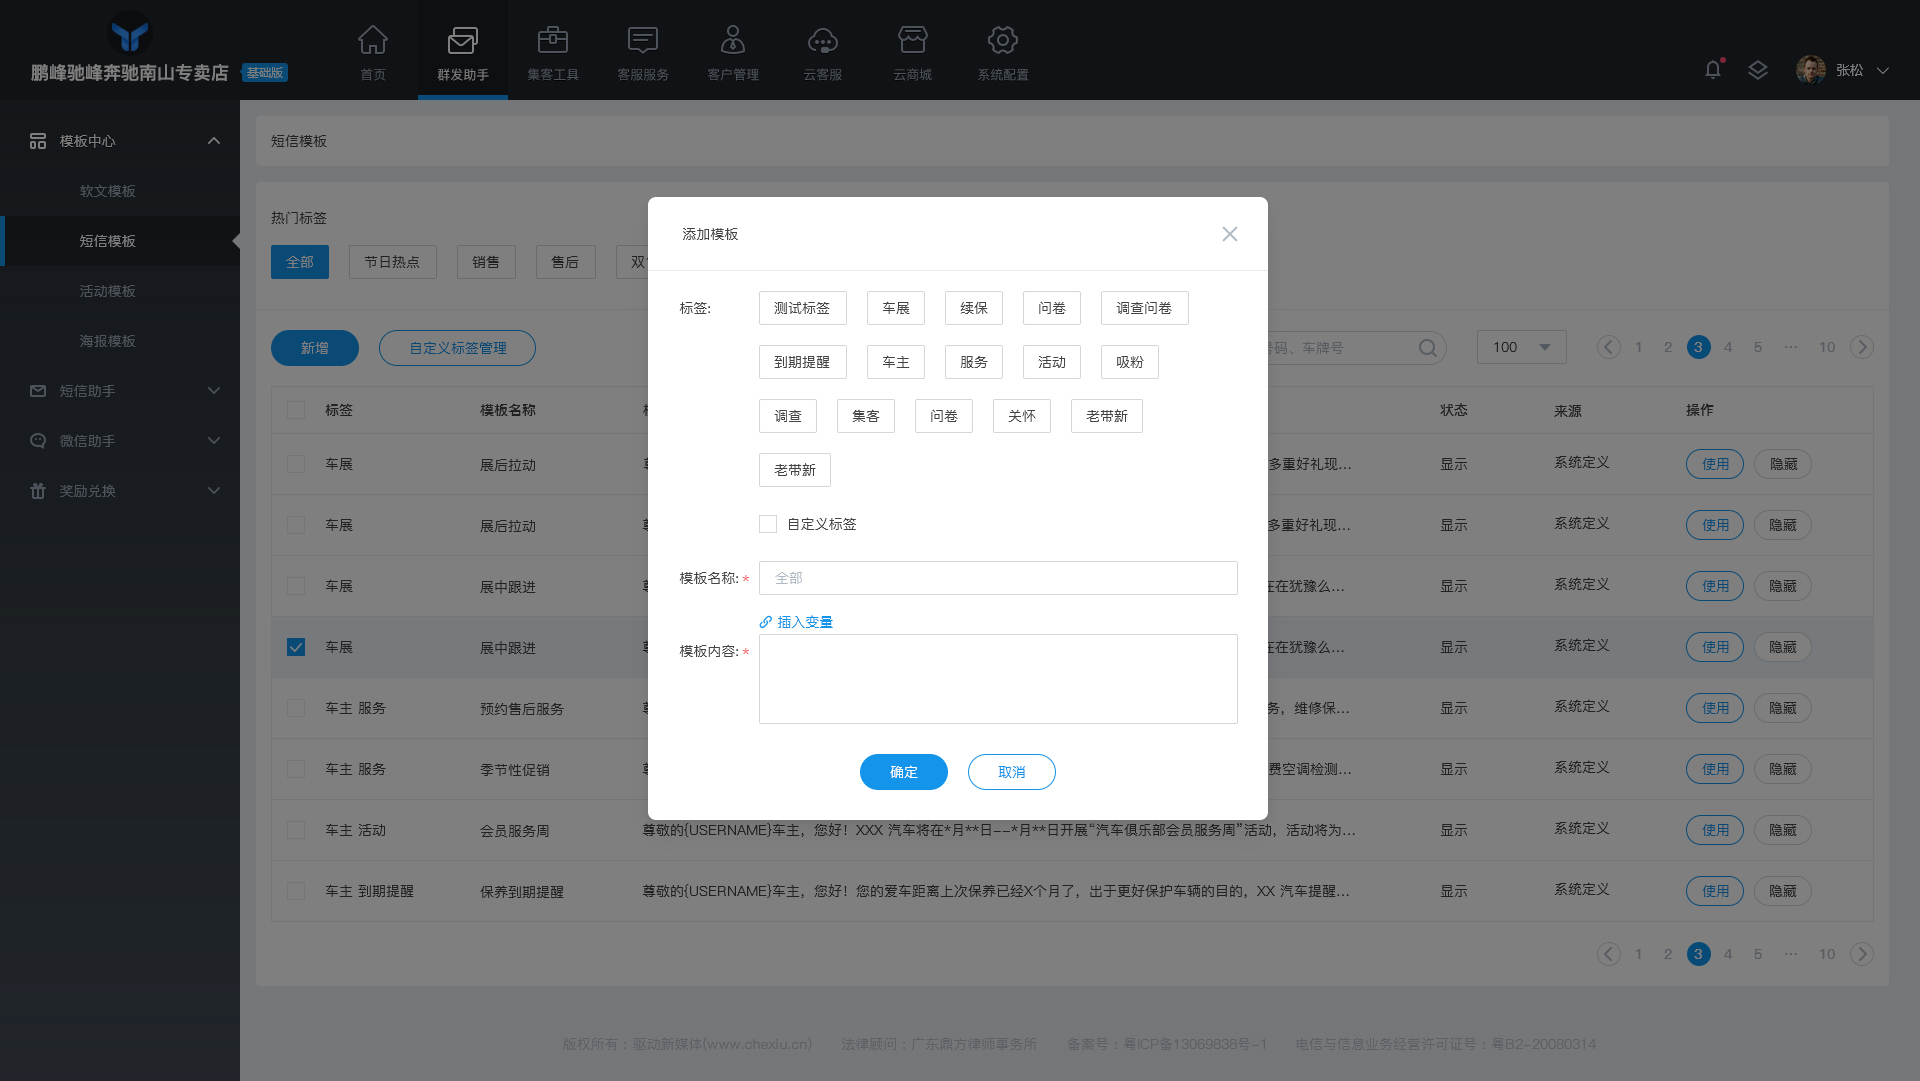 鹏峰驰峰奔驰南山专卖店 基础版
首页 群发助手 集客工具 客服服务 客户管理 云客服 云商城 系统配置
张松
模板中心
软文模板
短信模板
活动模板
海报模板
短信助手
微信助手
奖励兑换
短信模板
热门标签
全部 节日热点 销售 售后
新增 自定义标签管理
号码、车牌号 100 1 2 3 4 5 ··· 10
标签 模板名称 状态 来源 操作
车展 展后拉动 多重好礼现... 显示 系统定义 使用 隐藏
车展 展后拉动 多重好礼现... 显示 系统定义 使用 隐藏
车展 展中跟进 在犹豫么... 显示 系统定义 使用 隐藏
车展 展中跟进 在犹豫么... 显示 系统定义 使用 隐藏
车主 服务 预约售后服务 务，维修保... 显示 系统定义 使用 隐藏
车主 服务 季节性促销 费空调检测... 显示 系统定义 使用 隐藏
车主 活动 会员服务周 尊敬的{USERNAME}车主，您好！XXX 汽车将在*月**日--*月**日开展“汽车俱乐部会员服务周”活动，活动将为... 显示 系统定义 使用 隐藏
车主 到期提醒 保养到期提醒 尊敬的{USERNAME}车主，您好！您的爱车距离上次保养已经X个月了，出于更好保护车辆的目的，XX 汽车提醒... 显示 系统定义 使用 隐藏
1 2 3 4 5 ··· 10
添加模板
标签: 测试标签 车展 续保 问卷 调查问卷
到期提醒 车主 服务 活动 吸粉
调查 集客 问卷 关怀 老带新
老带新
自定义标签
模板名称:* 全部
插入变量
模板内容:*
确定 取消
版权所有：驱动新媒体(www.chexiu.cn) 法律顾问：广东鼎方律师事务所 备案号：粤ICP备13069838号-1 电信与信息业务经营许可证号：粤B2-20080314